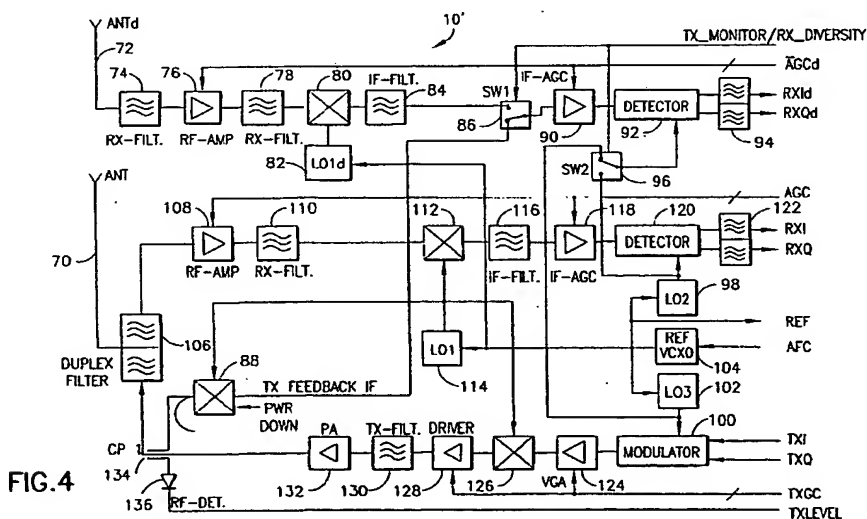 ANTd
10'
TX_MONITOR/RX_DIVERSITY
72
74
76
78
80
IF-FILT.
84
SW1
IF-AGC
AGCd
RX-FILT.
RF-AMP
RX-FILT.
86
90
DETECTOR
92
RXId
RXQd
94
82
LO1d
SW2
96
ANT
108
110
112
116
118
120
AGC
122
RXI
RXQ
RF-AMP
RX-FILT.
IF-FILT.
IF-AGC
DETECTOR
70
LO2
98
REF
106
88
LO1
114
REF
VCXO
104
AFC
DUPLEX
FILTER
TX FEEDBACK IF
PWR
DOWN
LO3
102
100
CP 1
134
PA
TX-FILT.
DRIVER
MODULATOR
TXI
TXQ
132
130
128
126
VGA
124
136
RF-DET.
TXGC
TXLEVEL
FIG.4